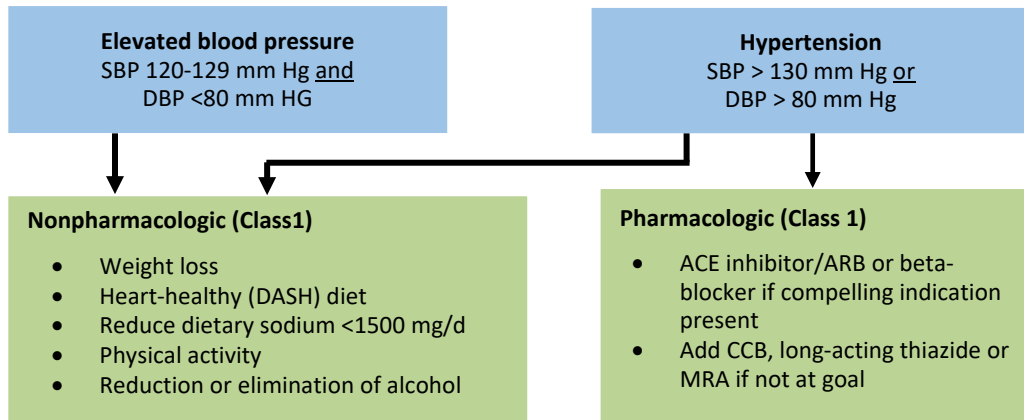 Elevated blood pressure
SBP 120-129 mm Hg and
DBP <80 mm HG
Hypertension
SBP > 130 mm Hg or
DBP > 80 mm Hg
Nonpharmacologic (Class1)
• Weight loss
• Heart-healthy (DASH) diet
• Reduce dietary sodium <1500 mg/d
• Physical activity
• Reduction or elimination of alcohol
Pharmacologic (Class 1)
• ACE inhibitor/ARB or beta-
blocker if compelling indication
present
• Add CCB, long-acting thiazide or
MRA if not at goal